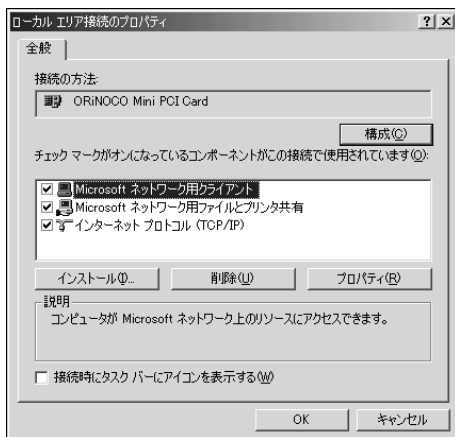 ローカル エリア接続のプロパティ
全般
接続の方法:
ORiNOCO Mini PCI Card
構成(C)
チェック マークがオンになっているコンポーネントがこの接続で使用されています(O):
Microsoft ネットワーク用クライアント
Microsoft ネットワーク用ファイルとプリンタ共有
インターネット プロトコル (TCP/IP)
インストール(I)... 削除(U) プロパティ(R)
説明
コンピュータが Microsoft ネットワーク上のリソースにアクセスできます。
接続時にタスク バーにアイコンを表示する(W)
OK キャンセル